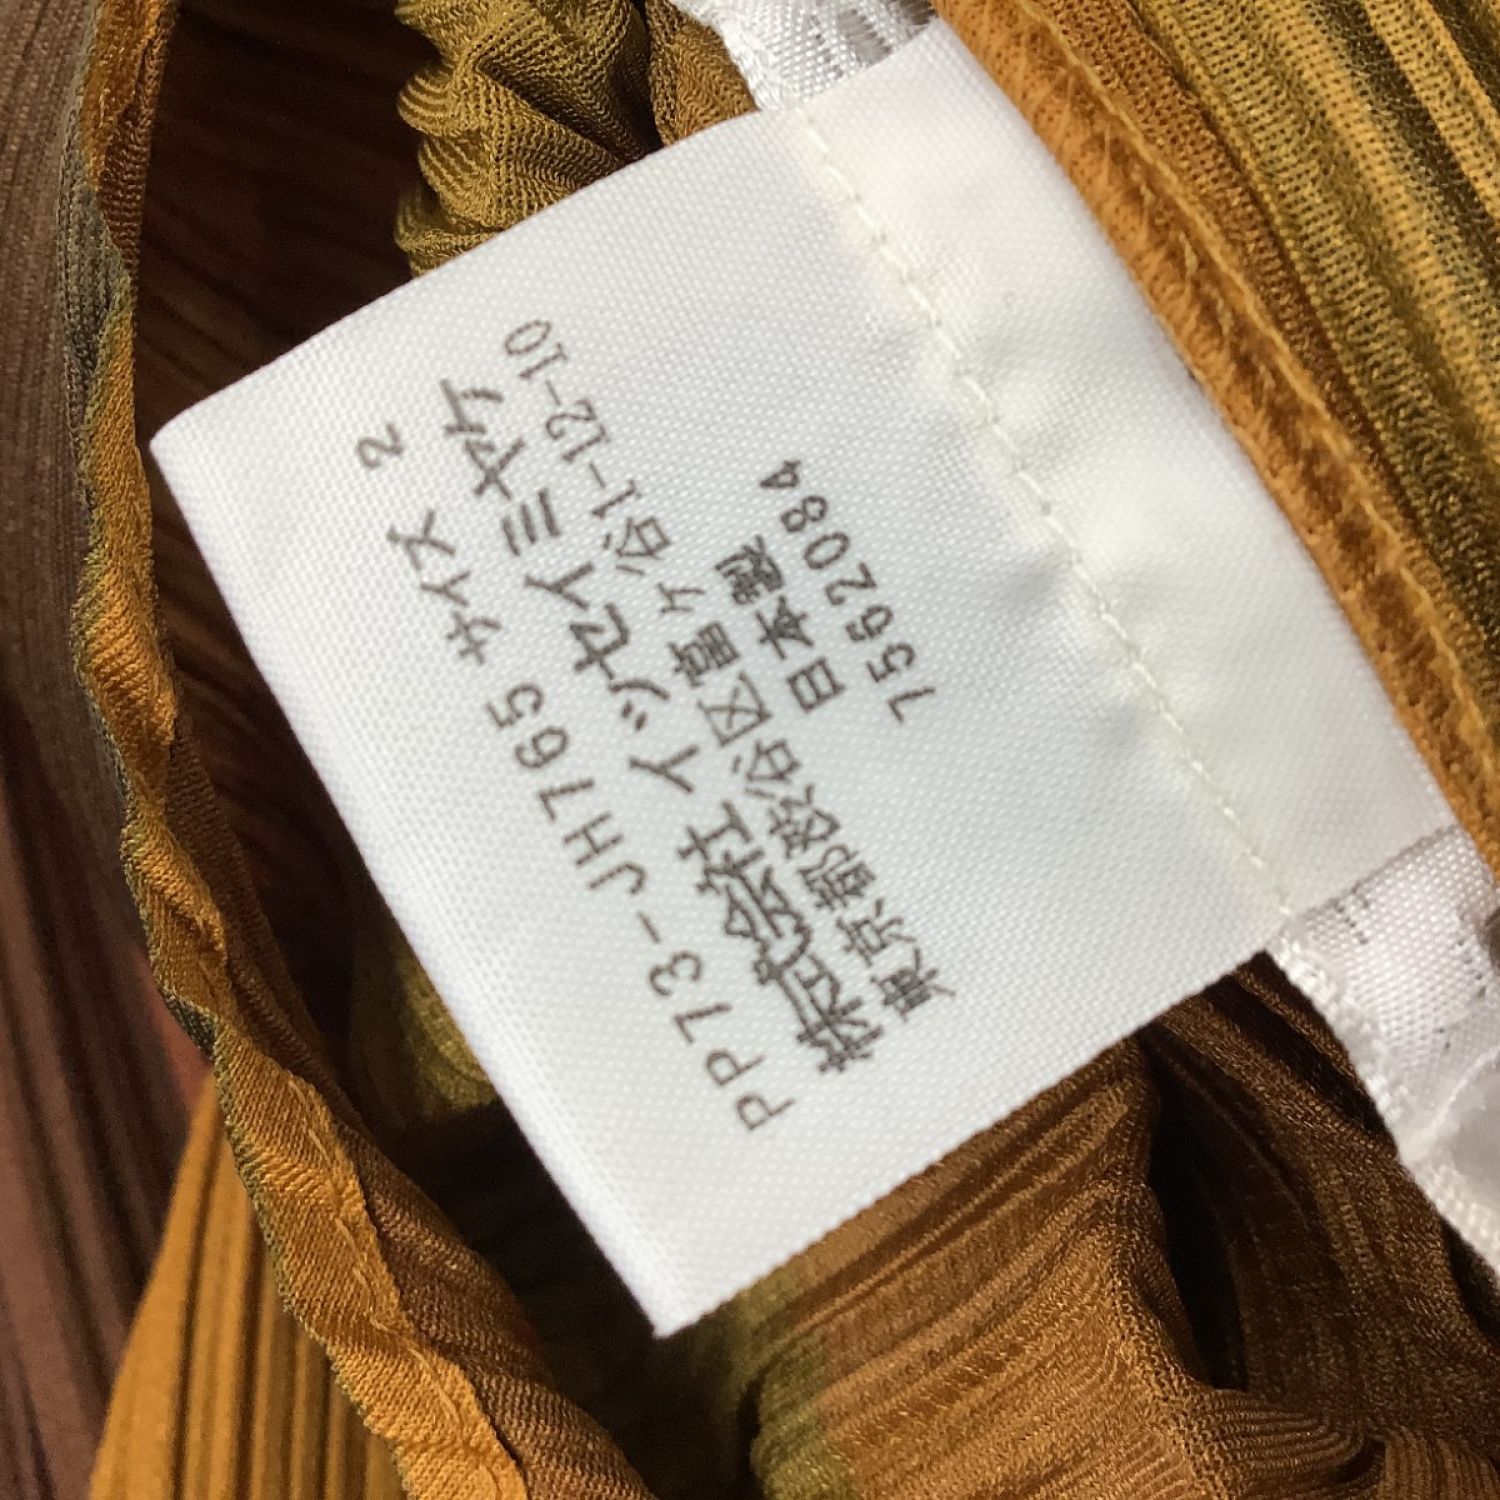 PP73-JH765 サイズ 2
株式会社 イッセイミヤケ
東京都渋谷区富ヶ谷1-12-10
日本製
7562084